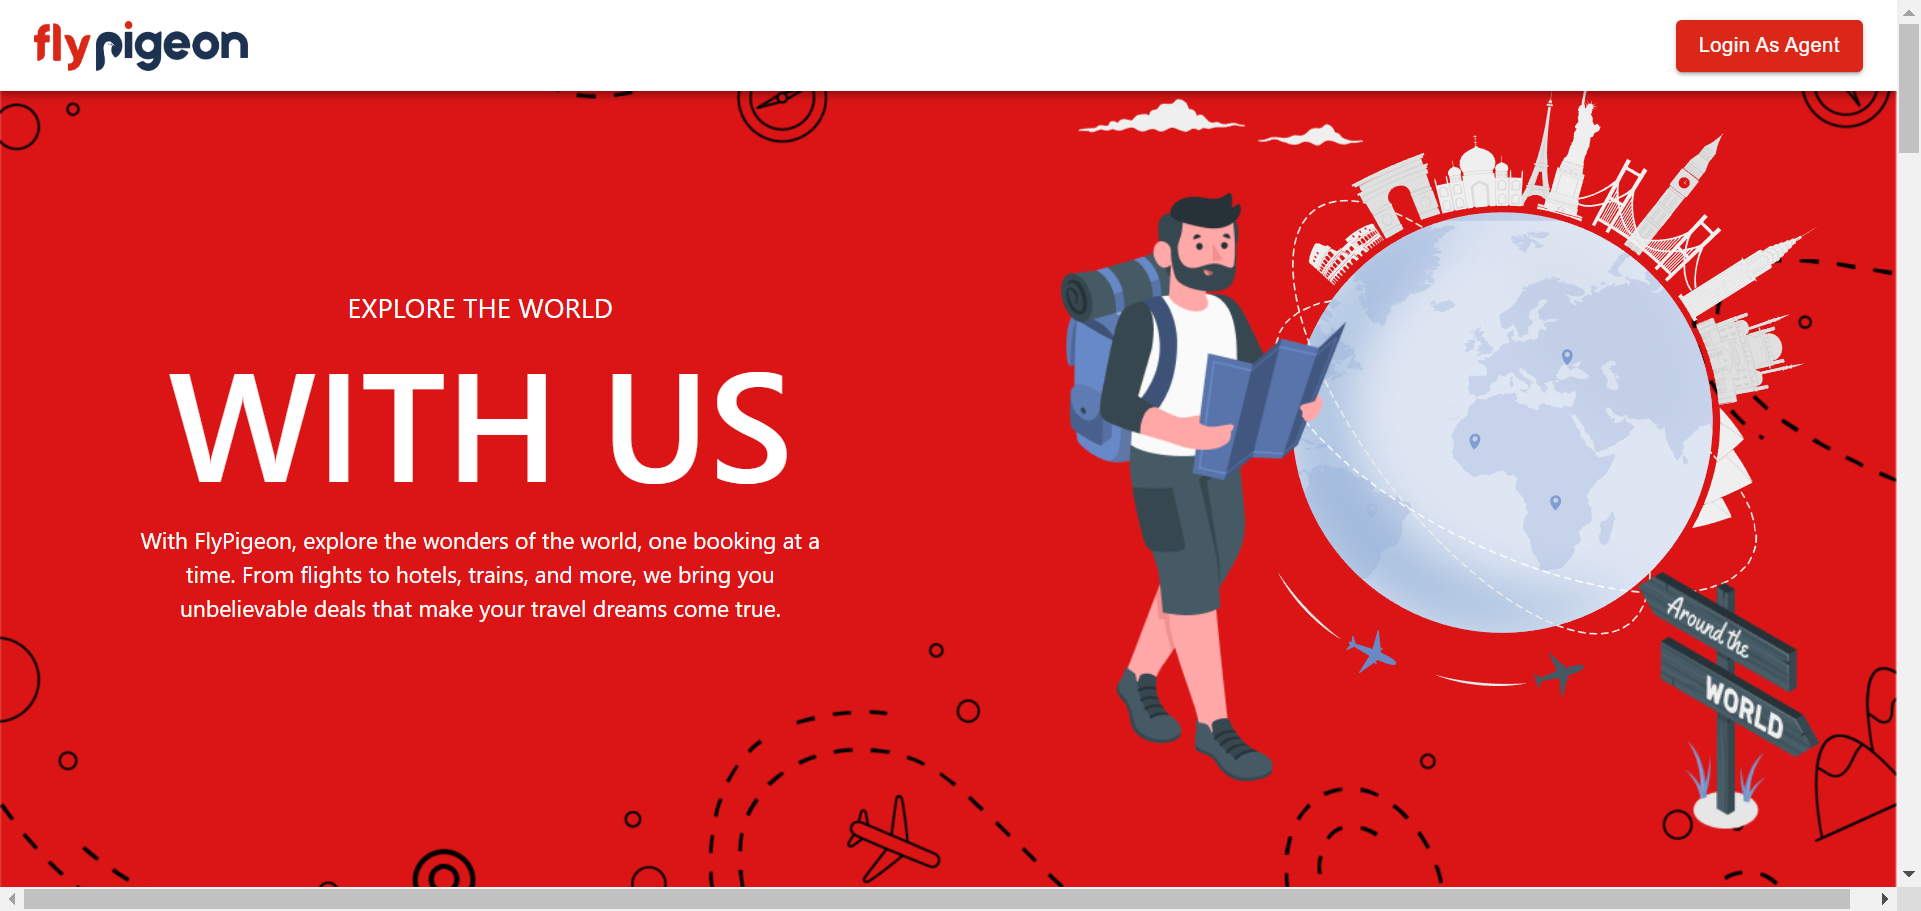 flypigeon
Login As Agent
EXPLORE THE WORLD
WITH US
With FlyPigeon, explore the wonders of the world, one booking at a
time. From flights to hotels, trains, and more, we bring you
unbelievable deals that make your travel dreams come true.
Around the
WORLD